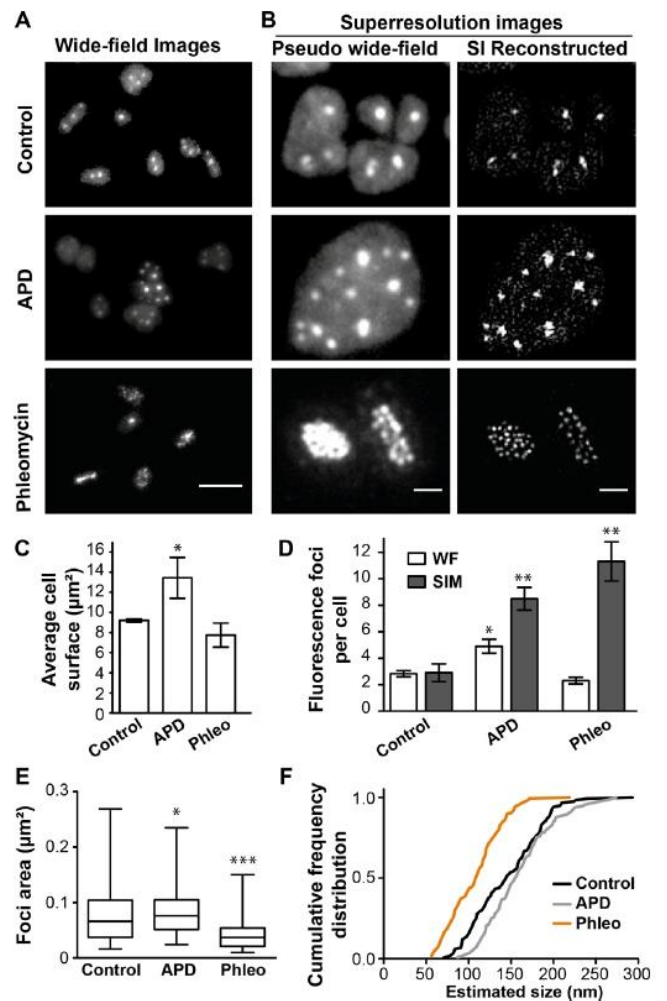 A
B
Superresolution images
Wide-field Images
Pseudo wide-field
SI Reconstructed
Control
APD
Phleomycin
C
Average cell
surface (µm²)
16
14
12
10
8
6
4
2
0
*
Control
APD
Phleo
D
Fluorescence foci
per cell
12
10
8
6
4
2
WF
SIM
*
**
**
Control
APD
Phleo
E
Foci area (µm²)
0.3
0.2
0.1
0
*
***
Control
APD
Phleo
F
Cumulative frequency
distribution
1.0
0.5
0.0
Control
APD
Phleo
0
50
100
150
200
250
300
Estimated size (nm)